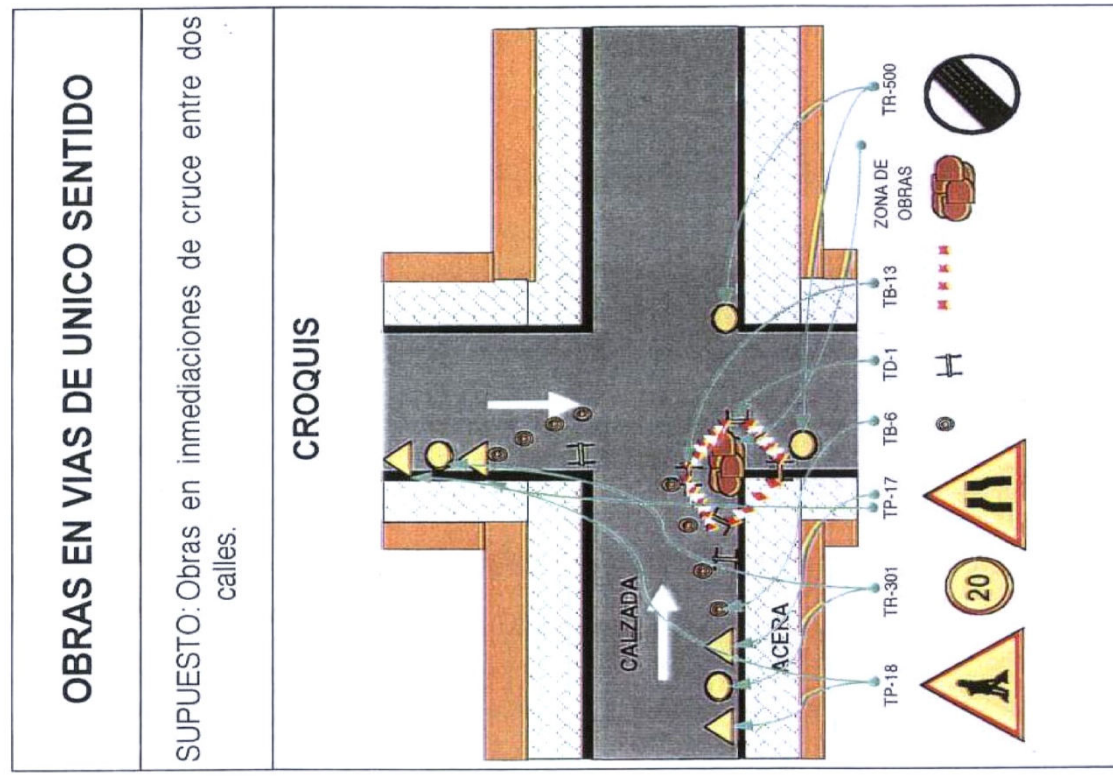 OBRAS EN VIAS DE UNICO SENTIDO
SUPUESTO: Obras en inmediaciones de cruce entre dos
calles.
CROQUIS
CALZADA
ACERA
TP-18
TR-301
TP-17
TB-6
TD-1
TB-13
ZONA DE
OBRAS
TR-500
20